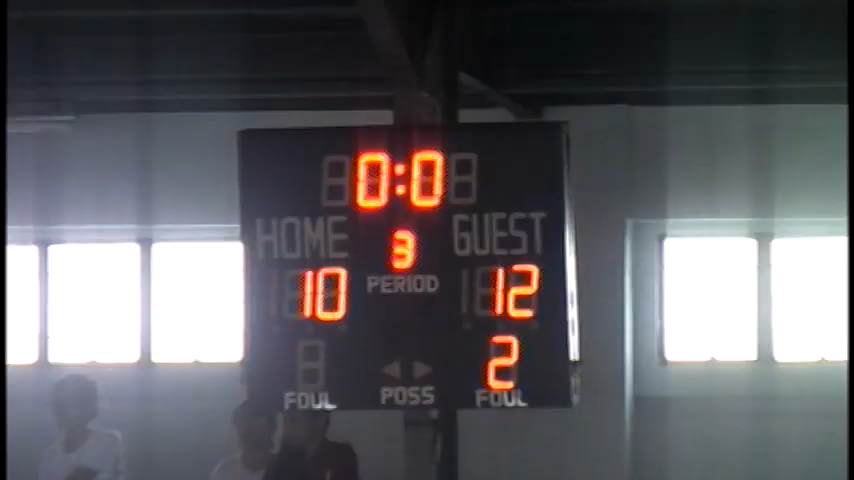 0:0
HOME 3 GUEST
10 PERIOD 12
2
FOUL POSS FOUL